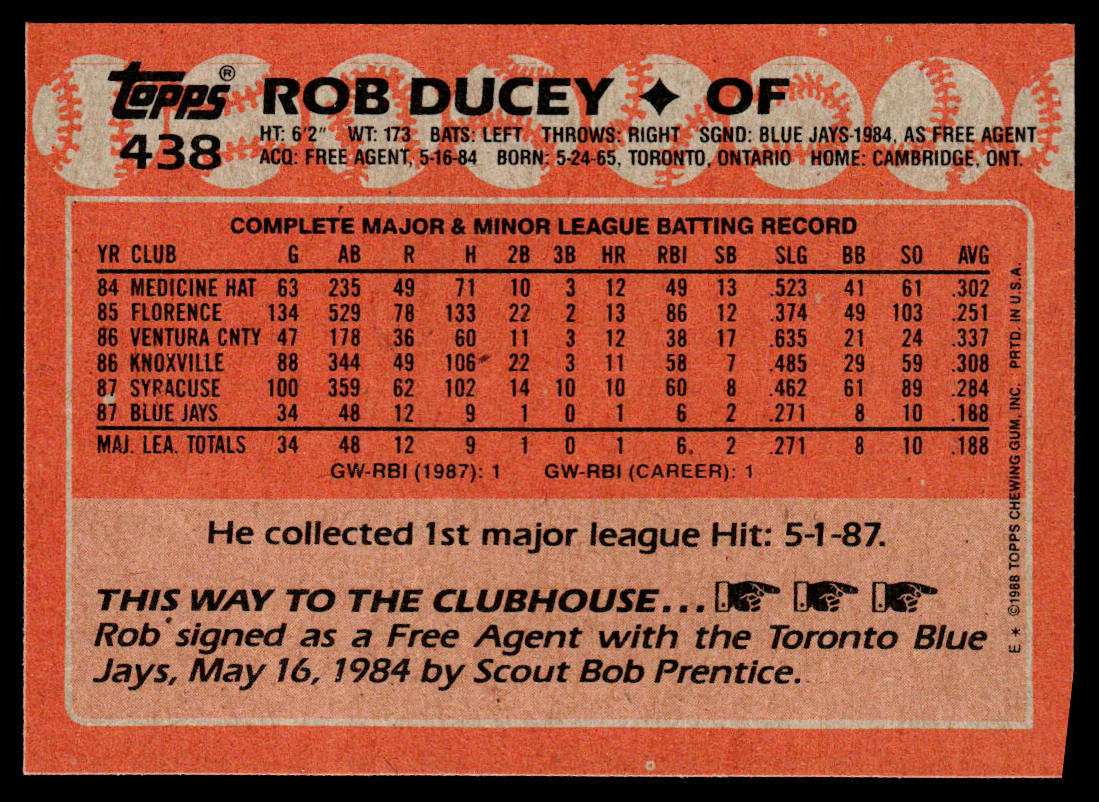 Topps® ROB DUCEY ✦ OF
438 HT: 6'2" WT: 173 BATS: LEFT THROWS: RIGHT SGND: BLUE JAYS-1984, AS FREE AGENT
ACQ: FREE AGENT, 5-16-84 BORN: 5-24-65, TORONTO, ONTARIO HOME: CAMBRIDGE, ONT.
COMPLETE MAJOR & MINOR LEAGUE BATTING RECORD
YR CLUB G AB R H 2B 3B HR RBI SB SLG BB SO AVG
84 MEDICINE HAT 63 235 49 71 10 3 12 49 13 .523 41 61 .302
85 FLORENCE 134 529 78 133 22 2 13 86 12 .374 49 103 .251
86 VENTURA CNTY 47 178 36 60 11 3 12 38 17 .635 21 24 .337
86 KNOXVILLE 88 344 49 106 22 3 11 58 7 .485 29 59 .308
87 SYRACUSE 100 359 62 102 14 10 10 60 8 .462 61 89 .284
87 BLUE JAYS 34 48 12 9 1 0 1 6 2 .271 8 10 .188
MAJ. LEA. TOTALS 34 48 12 9 1 0 1 6 2 .271 8 10 .188
GW-RBI (1987): 1 GW-RBI (CAREER): 1
He collected 1st major league Hit: 5-1-87.
THIS WAY TO THE CLUBHOUSE...
Rob signed as a Free Agent with the Toronto Blue
Jays, May 16, 1984 by Scout Bob Prentice.
E * ©1988 TOPPS CHEWING GUM, INC. PRTD. IN U.S.A.